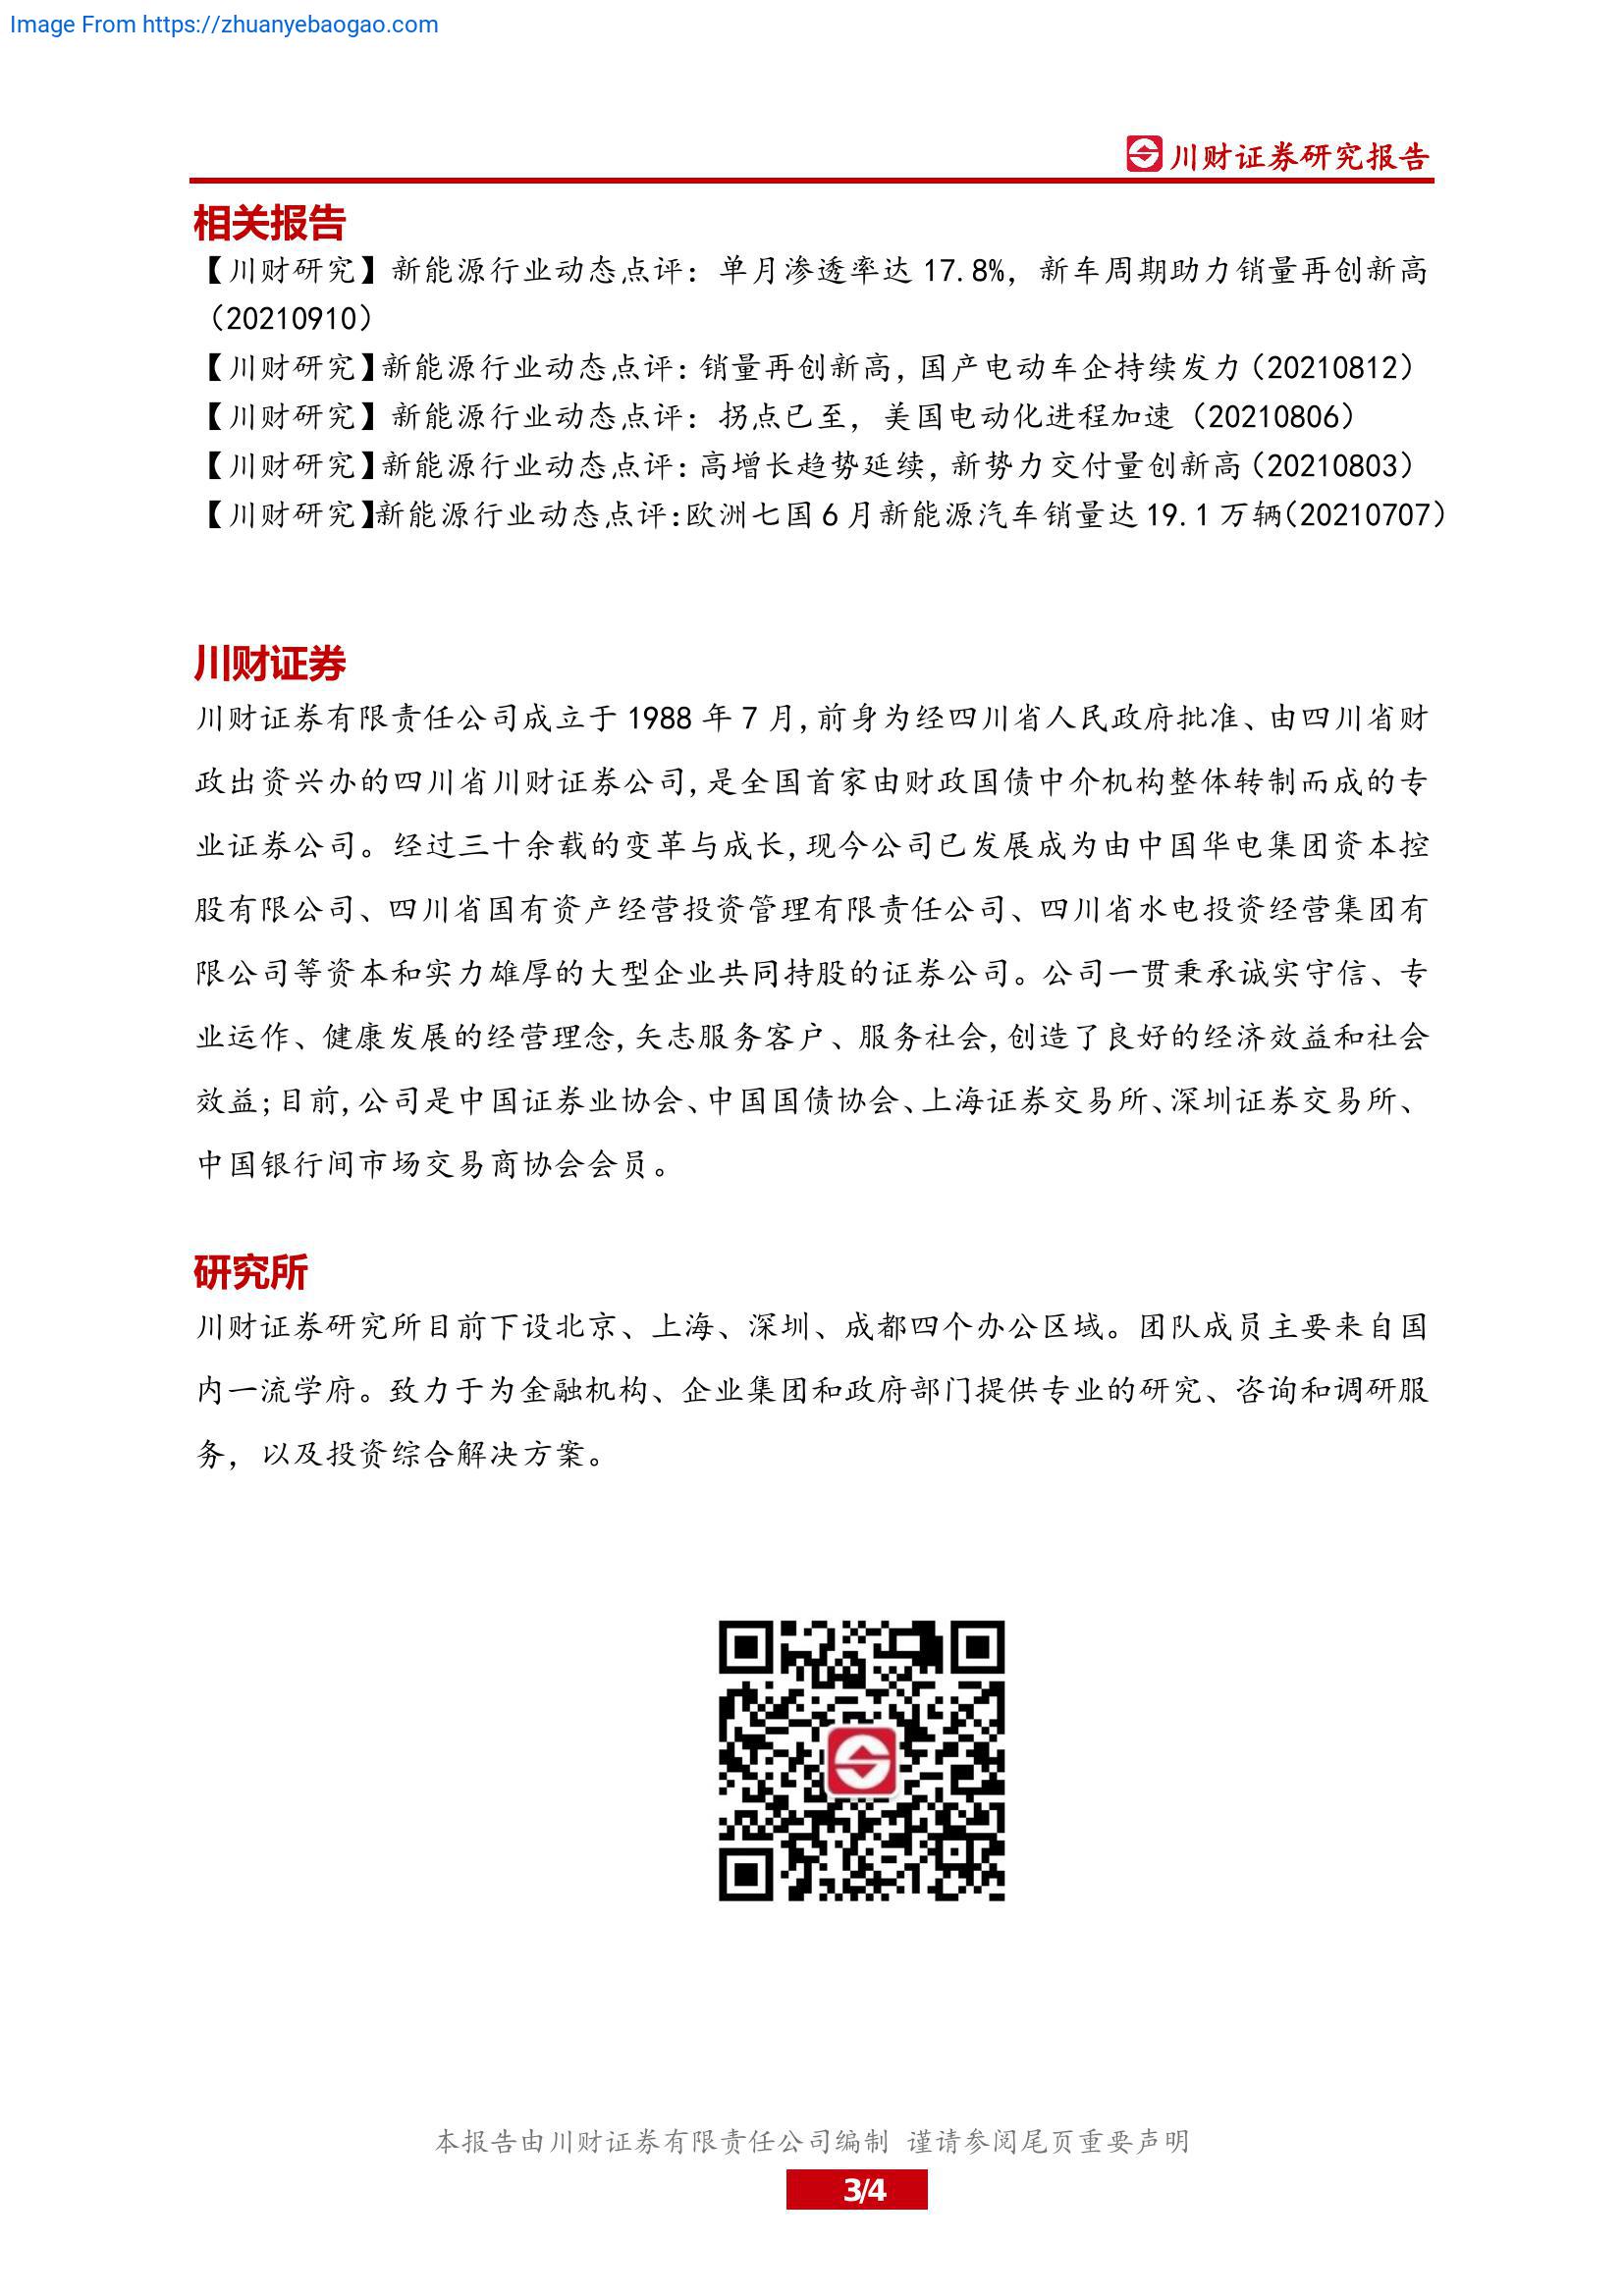 Image From https://zhuanyebaogao.com
川财证券研究报告
相关报告
【川财研究】新能源行业动态点评：单月渗透率达 17.8%，新车周期助力销量再创新高
（20210910）
【川财研究】新能源行业动态点评：销量再创新高，国产电动车企持续发力（20210812）
【川财研究】新能源行业动态点评：拐点已至，美国电动化进程加速（20210806）
【川财研究】新能源行业动态点评：高增长趋势延续，新势力交付量创新高（20210803）
【川财研究】新能源行业动态点评：欧洲七国 6 月新能源汽车销量达 19.1 万辆（20210707）
川财证券
川财证券有限责任公司成立于 1988 年 7 月，前身为经四川省人民政府批准、由四川省财
政出资兴办的四川省川财证券公司，是全国首家由财政国债中介机构整体转制而成的专
业证券公司。经过三十余载的变革与成长，现今公司已发展成为由中国华电集团资本控
股有限公司、四川省国有资产经营投资管理有限责任公司、四川省水电投资经营集团有
限公司等资本和实力雄厚的大型企业共同持股的证券公司。公司一贯秉承诚实守信、专
业运作、健康发展的经营理念，矢志服务客户、服务社会，创造了良好的经济效益和社会
效益；目前，公司是中国证券业协会、中国国债协会、上海证券交易所、深圳证券交易所、
中国银行间市场交易商协会会员。
研究所
川财证券研究所目前下设北京、上海、深圳、成都四个办公区域。团队成员主要来自国
内一流学府。致力于为金融机构、企业集团和政府部门提供专业的研究、咨询和调研服
务，以及投资综合解决方案。
本报告由川财证券有限责任公司编制 谨请参阅尾页重要声明
3/4